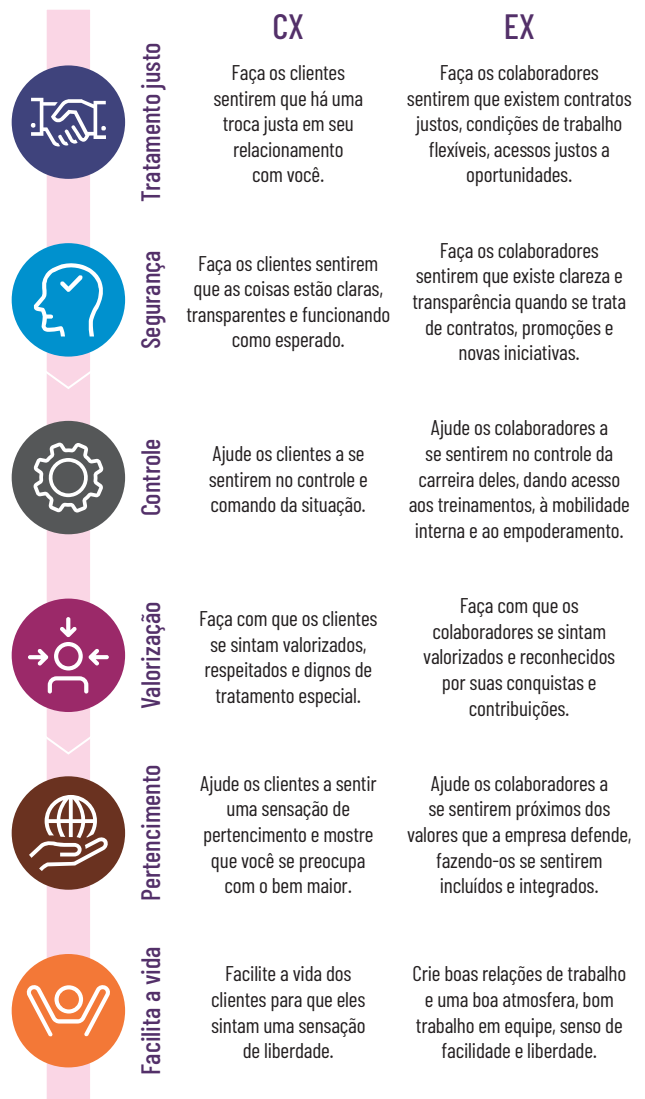 CX
EX
Tratamento justo
Faça os clientes
sentirem que há uma
troca justa em seu
relacionamento
com você.
Faça os colaboradores
sentirem que existem contratos
justos, condições de trabalho
flexíveis, acessos justos a
oportunidades.
Segurança
Faça os clientes sentirem
que as coisas estão claras,
transparentes e funcionando
como esperado.
Faça os colaboradores
sentirem que existe clareza e
transparência quando se trata
de contratos, promoções e
novas iniciativas.
Controle
Ajude os clientes a se
sentirem no controle e
comando da situação.
Ajude os colaboradores a
se sentirem no controle da
carreira deles, dando acesso
aos treinamentos, à mobilidade
interna e ao empoderamento.
Valorização
Faça com que os clientes
se sintam valorizados,
respeitados e dignos de
tratamento especial.
Faça com que os
colaboradores se sintam
valorizados e reconhecidos
por suas conquistas e
contribuições.
Pertencimento
Ajude os clientes a sentir
uma sensação de
pertencimento e mostre
que você se preocupa
com o bem maior.
Ajude os colaboradores a
se sentirem próximos dos
valores que a empresa defende,
fazendo-os se sentirem
incluídos e integrados.
Facilita a vida
Facilite a vida dos
clientes para que eles
sintam uma sensação
de liberdade.
Crie boas relações de trabalho
e uma boa atmosfera, bom
trabalho em equipe, senso de
facilidade e liberdade.